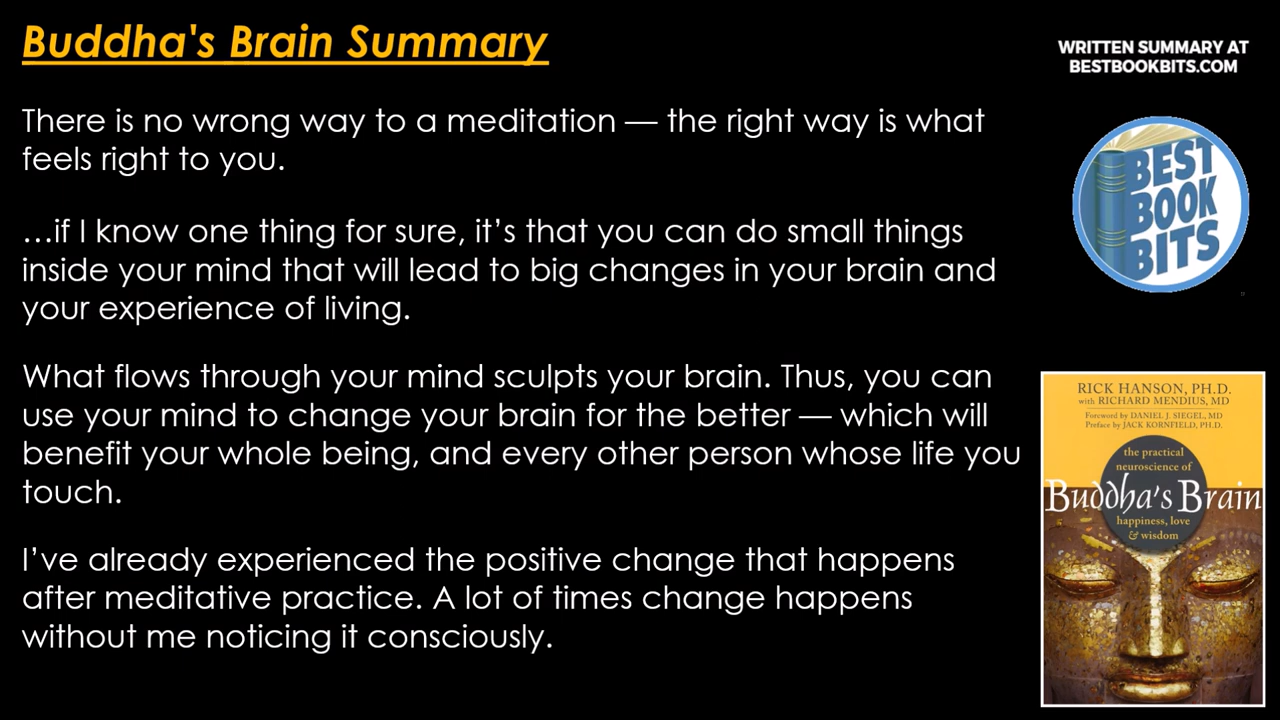 Buddha's Brain Summary
There is no wrong way to a meditation — the right way is what
feels right to you.
…if I know one thing for sure, it’s that you can do small things
inside your mind that will lead to big changes in your brain and
your experience of living.
What flows through your mind sculpts your brain. Thus, you can
use your mind to change your brain for the better — which will
benefit your whole being, and every other person whose life you
touch.
I’ve already experienced the positive change that happens
after meditative practice. A lot of times change happens
without me noticing it consciously.
WRITTEN SUMMARY AT
BESTBOOKBITS.COM
BEST
BOOK
BITS
RICK HANSON, PH.D.
with RICHARD MENDIUS, MD
Foreword by DANIEL J. SIEGEL, MD
Preface by JACK KORNFIELD, PH.D.
the practical
neuroscience of
Buddha's Brain
happiness, love
& wisdom